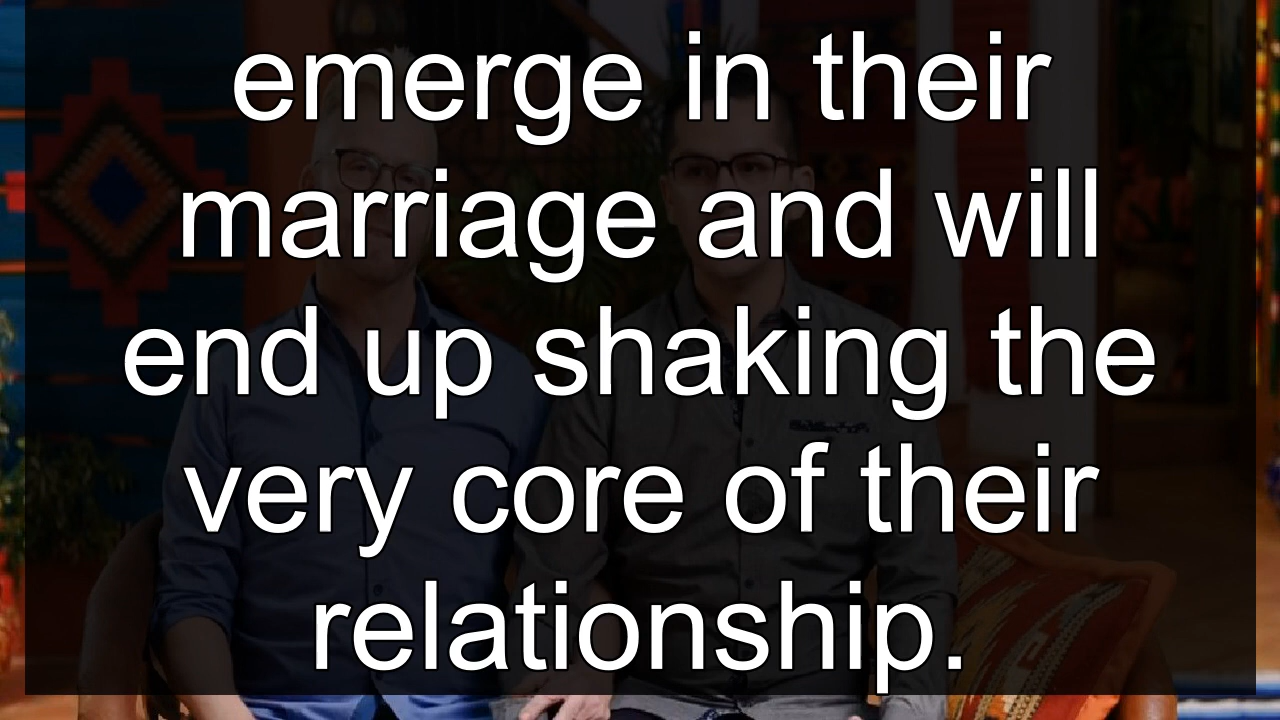 emerge in their
marriage and will
end up shaking the
very core of their
relationship.